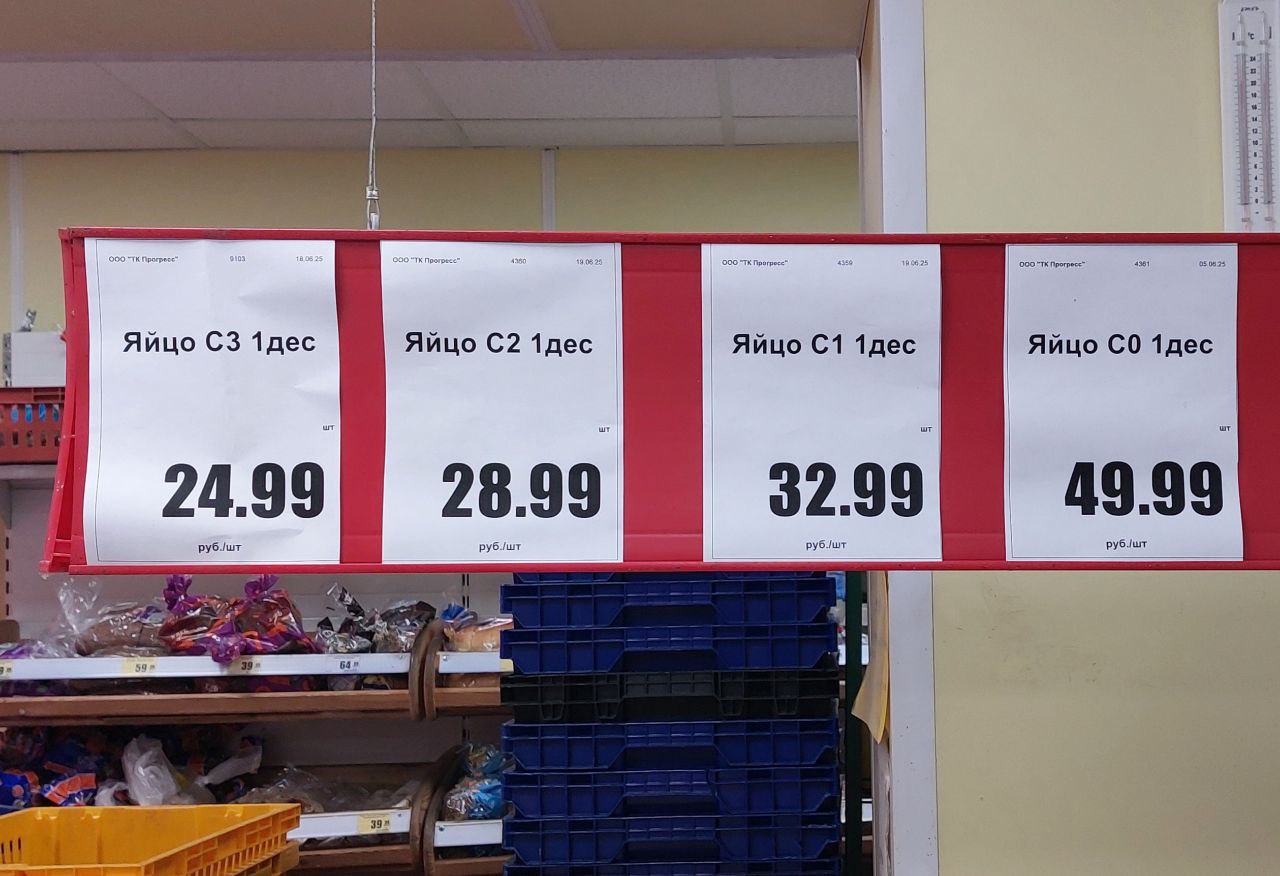 ООО "ТК Прогресс" 9103 18.06.25
Яйцо С3 1дес
шт
24.99
руб./шт
ООО "ТК Прогресс" 4360 19.06.25
Яйцо С2 1дес
шт
28.99
руб./шт
ООО "ТК Прогресс" 4359 19.06.25
Яйцо С1 1дес
шт
32.99
руб./шт
ООО "ТК Прогресс" 4361 05.06.25
Яйцо С0 1дес
шт
49.99
руб./шт
°C
59
39
64
39